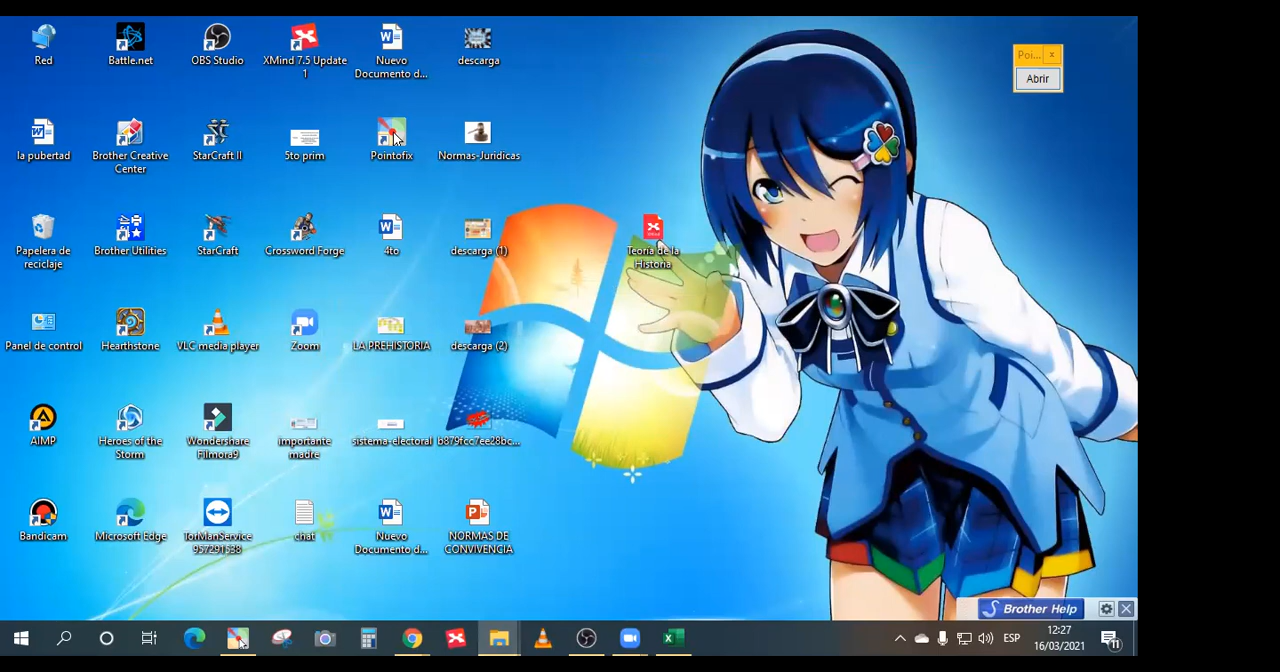 Red
Battle.net
OBS Studio
XMind 7.5 Update
1
Nuevo
Documento d...
descarga
Poi...
x
Abrir
la pubertad
Brother Creative
Center
StarCraft II
5to prim
Pointofix
Normas-Juridicas
Papelera de
reciclaje
Brother Utilities
StarCraft
Crossword Forge
4to
descarga (1)
Teoria de la
Historia
Panel de control
Hearthstone
VLC media player
Zoom
LA PREHISTORIA
descarga (2)
AIMP
Heroes of the
Storm
Wondershare
Filmora9
importante
madre
sistema-electoral
b879fcc7ee28bc...
Bandicam
Microsoft Edge
TorManService
957291538
chat
Nuevo
Documento d...
NORMAS DE
CONVIVENCIA
Brother Help
ESP
12:27
16/03/2021
11